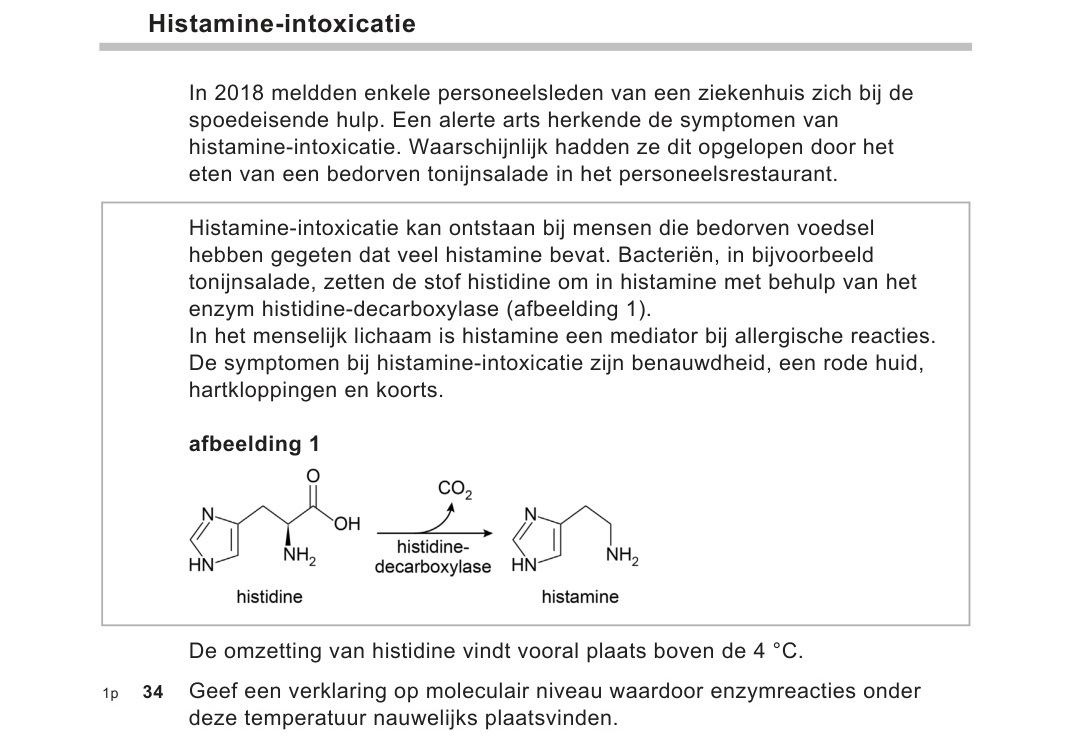 Histamine-intoxicatie
In 2018 meldden enkele personeelsleden van een ziekenhuis zich bij de
spoedeisende hulp. Een alerte arts herkende de symptomen van
histamine-intoxicatie. Waarschijnlijk hadden ze dit opgelopen door het
eten van een bedorven tonijnsalade in het personeelsrestaurant.
Histamine-intoxicatie kan ontstaan bij mensen die bedorven voedsel
hebben gegeten dat veel histamine bevat. Bacteriën, in bijvoorbeeld
tonijnsalade, zetten de stof histidine om in histamine met behulp van het
enzym histidine-decarboxylase (afbeelding 1).
In het menselijk lichaam is histamine een mediator bij allergische reacties.
De symptomen bij histamine-intoxicatie zijn benauwdheid, een rode huid,
hartkloppingen en koorts.
afbeelding 1
O
N
OH
NH2
HN
histidine
CO2
histidine-
decarboxylase
N
NH2
HN
histamine
De omzetting van histidine vindt vooral plaats boven de 4 °C.
1p 34 Geef een verklaring op moleculair niveau waardoor enzymreacties onder
deze temperatuur nauwelijks plaatsvinden.